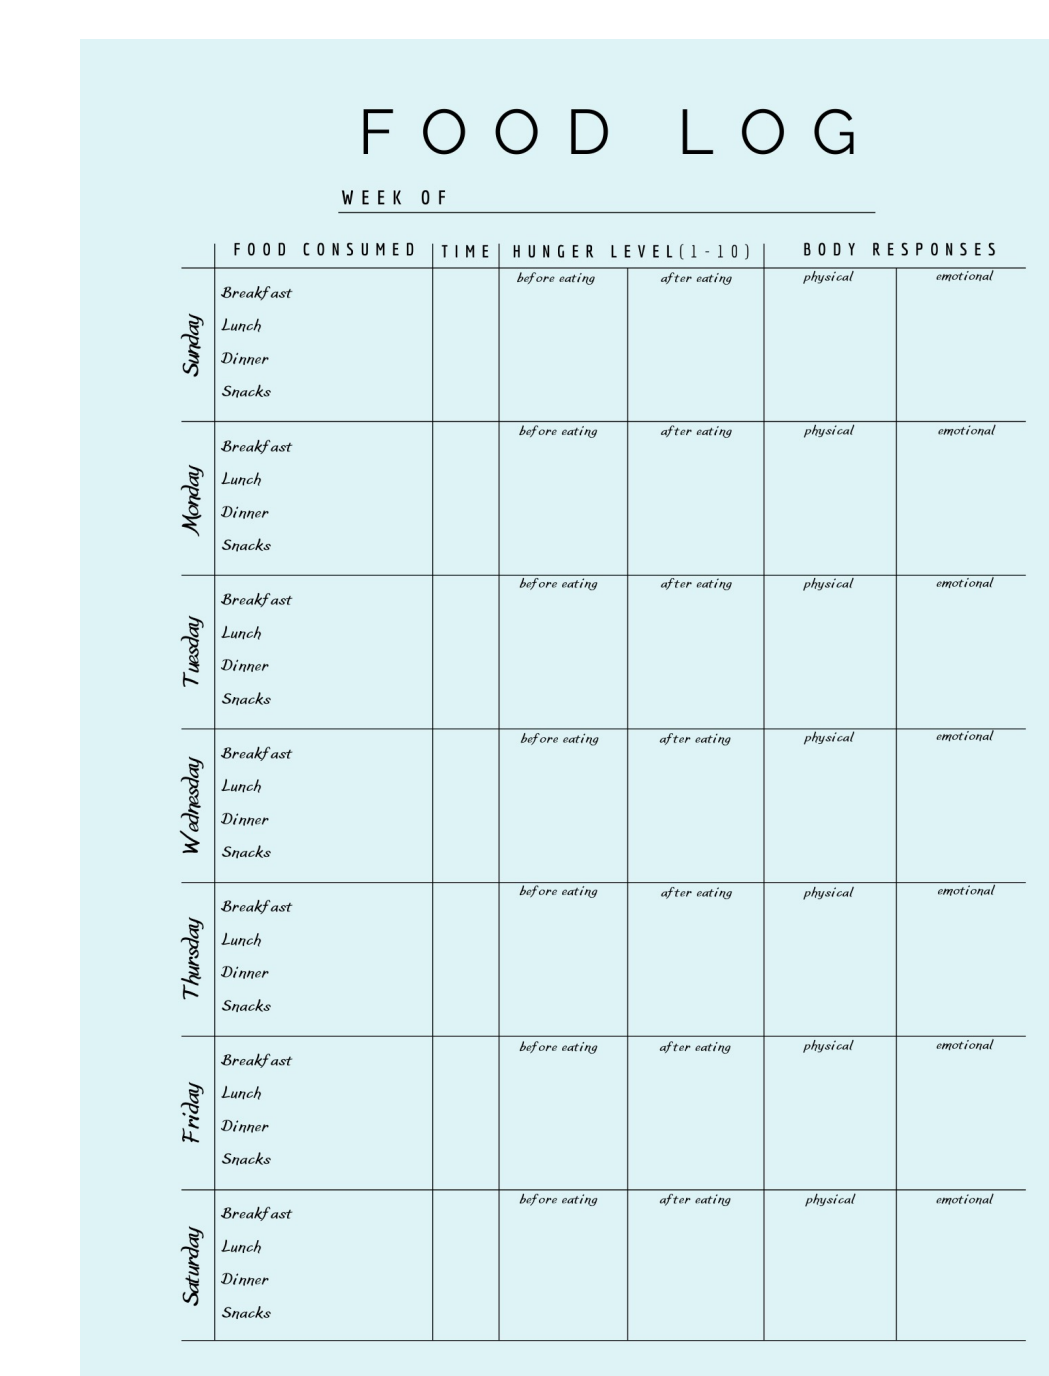 FOOD LOG
WEEK OF
FOOD CONSUMED TIME HUNGER LEVEL(1-10) BODY RESPONSES
Sunday
before eating after eating physical emotional
Breakfast
Lunch
Dinner
Snacks
Monday
before eating after eating physical emotional
Breakfast
Lunch
Dinner
Snacks
Tuesday
before eating after eating physical emotional
Breakfast
Lunch
Dinner
Snacks
Wednesday
before eating after eating physical emotional
Breakfast
Lunch
Dinner
Snacks
Thursday
before eating after eating physical emotional
Breakfast
Lunch
Dinner
Snacks
Friday
before eating after eating physical emotional
Breakfast
Lunch
Dinner
Snacks
Saturday
before eating after eating physical emotional
Breakfast
Lunch
Dinner
Snacks